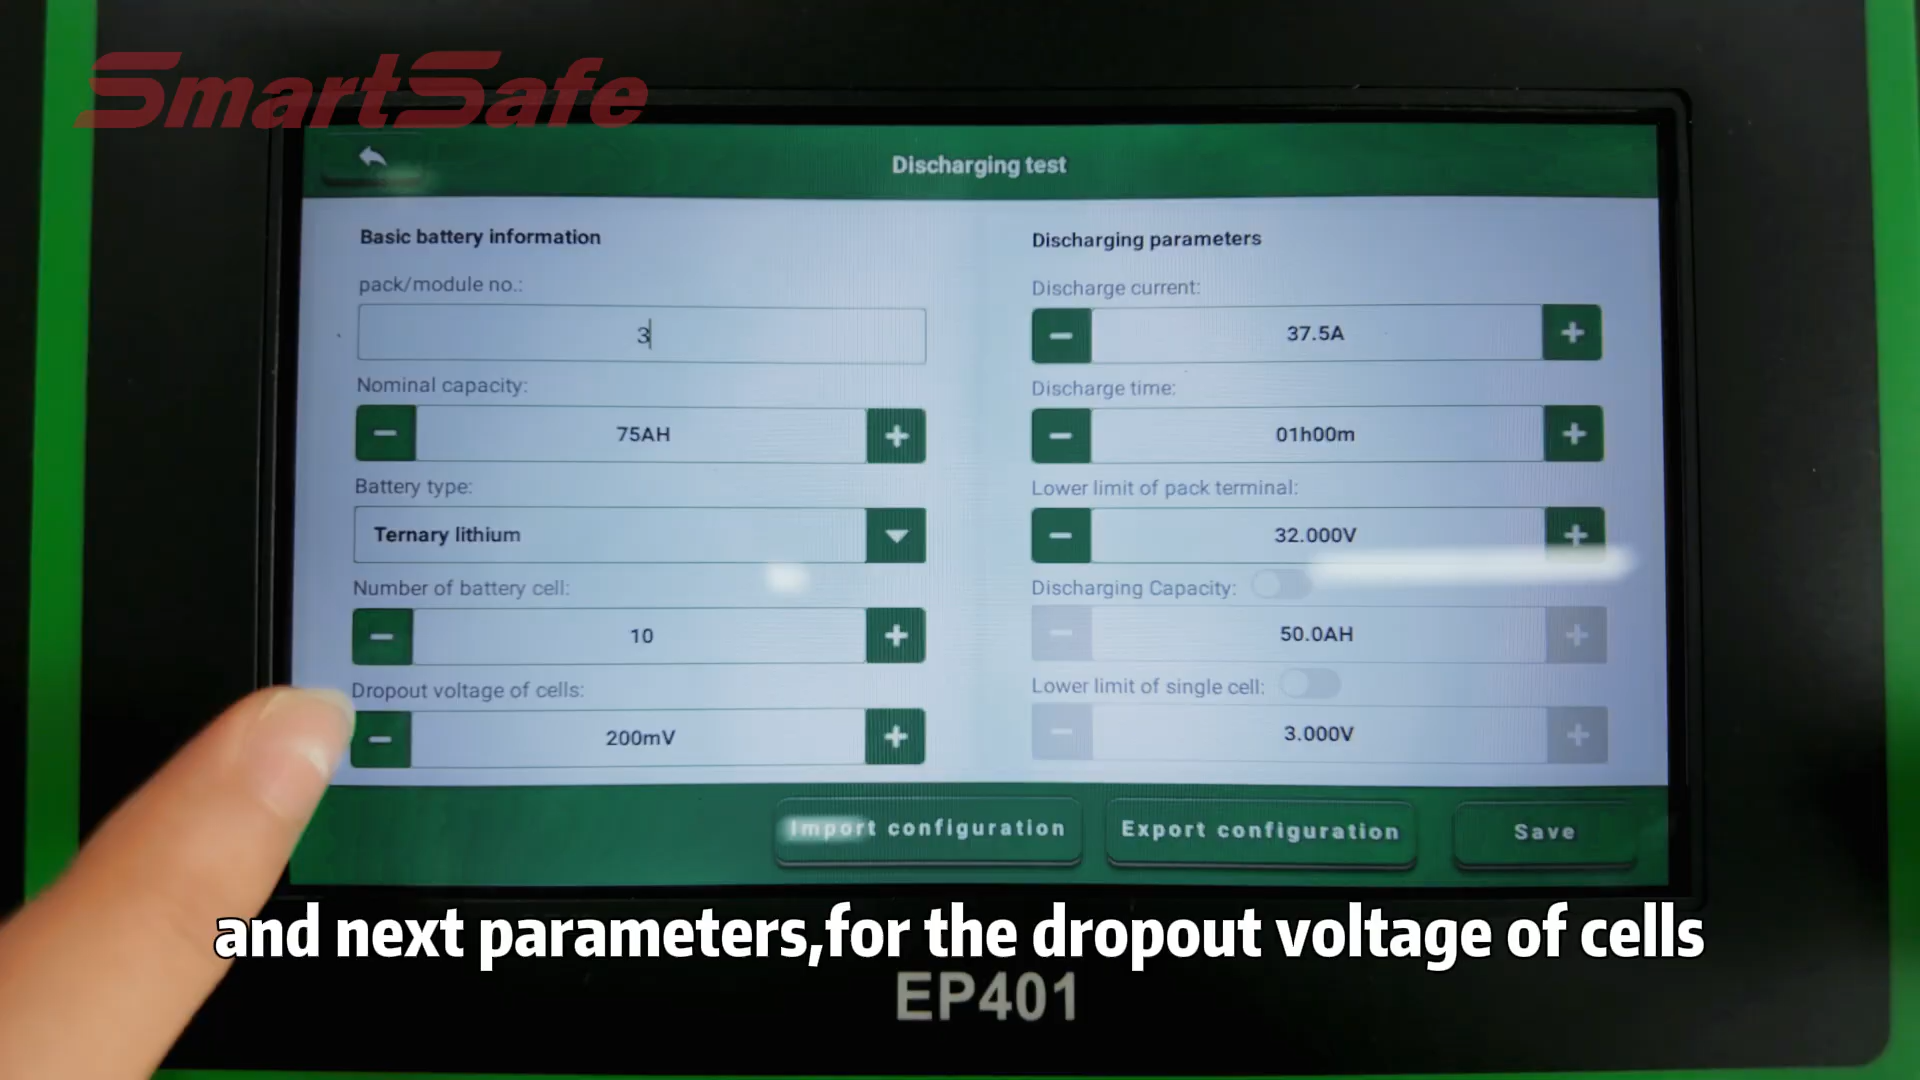 SmartSafe
Discharging test
Basic battery information
pack/module no.:
3
Nominal capacity:
75AH
Battery type:
Ternary lithium
Number of battery cell:
10
Dropout voltage of cells:
200mV
Discharging parameters
Discharge current:
37.5A
Discharge time:
01h00m
Lower limit of pack terminal:
32.000V
Discharging Capacity:
50.0AH
Lower limit of single cell:
3.000V
Import configuration
Export configuration
Save
and next parameters,for the dropout voltage of cells
EP401